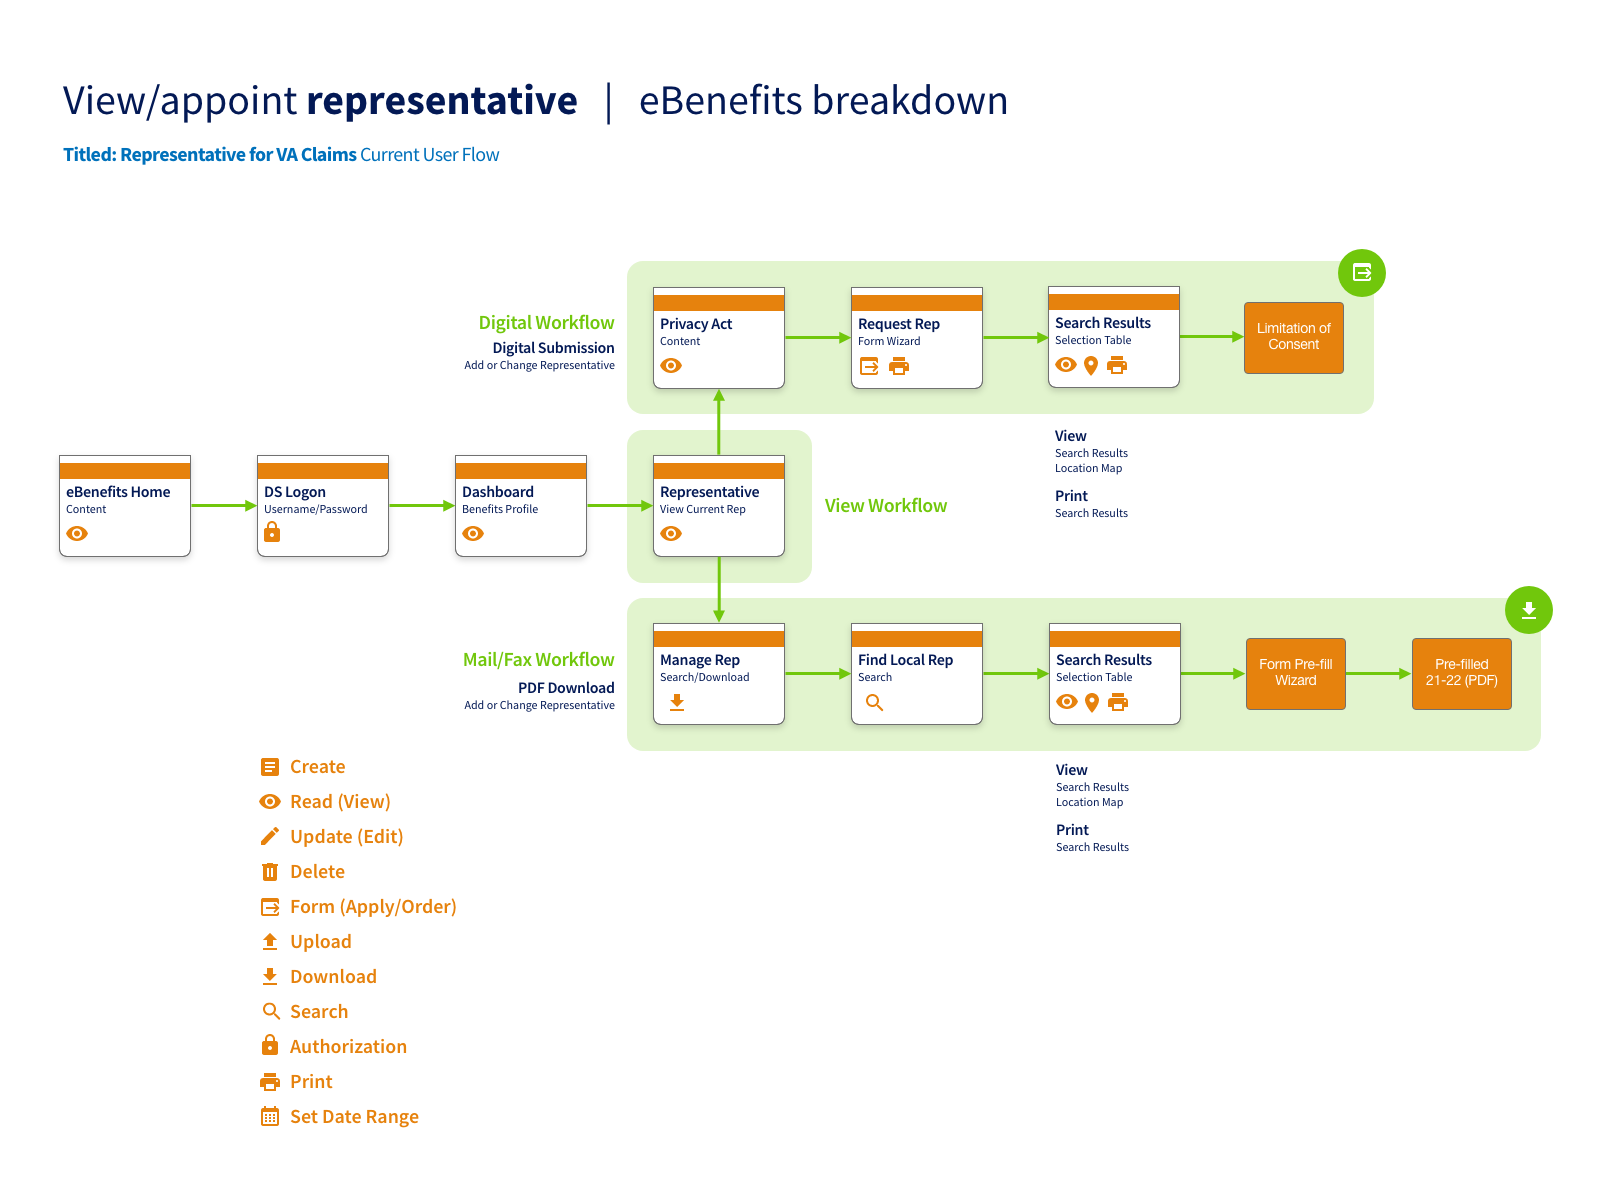 View/appoint representative | eBenefits breakdown
Titled: Representative for VA Claims Current User Flow
Digital Workflow
Digital Submission
Add or Change Representative
Privacy Act
Content
Request Rep
Form Wizard
Search Results
Selection Table
Limitation of
Consent
View
Search Results
Location Map
Print
Search Results
eBenefits Home
Content
DS Logon
Username/Password
Dashboard
Benefits Profile
Representative
View Current Rep
View Workflow
Mail/Fax Workflow
PDF Download
Add or Change Representative
Manage Rep
Search/Download
Find Local Rep
Search
Search Results
Selection Table
Form Pre-fill
Wizard
Pre-filled
21-22 (PDF)
View
Search Results
Location Map
Print
Search Results
Create
Read (View)
Update (Edit)
Delete
Form (Apply/Order)
Upload
Download
Search
Authorization
Print
Set Date Range